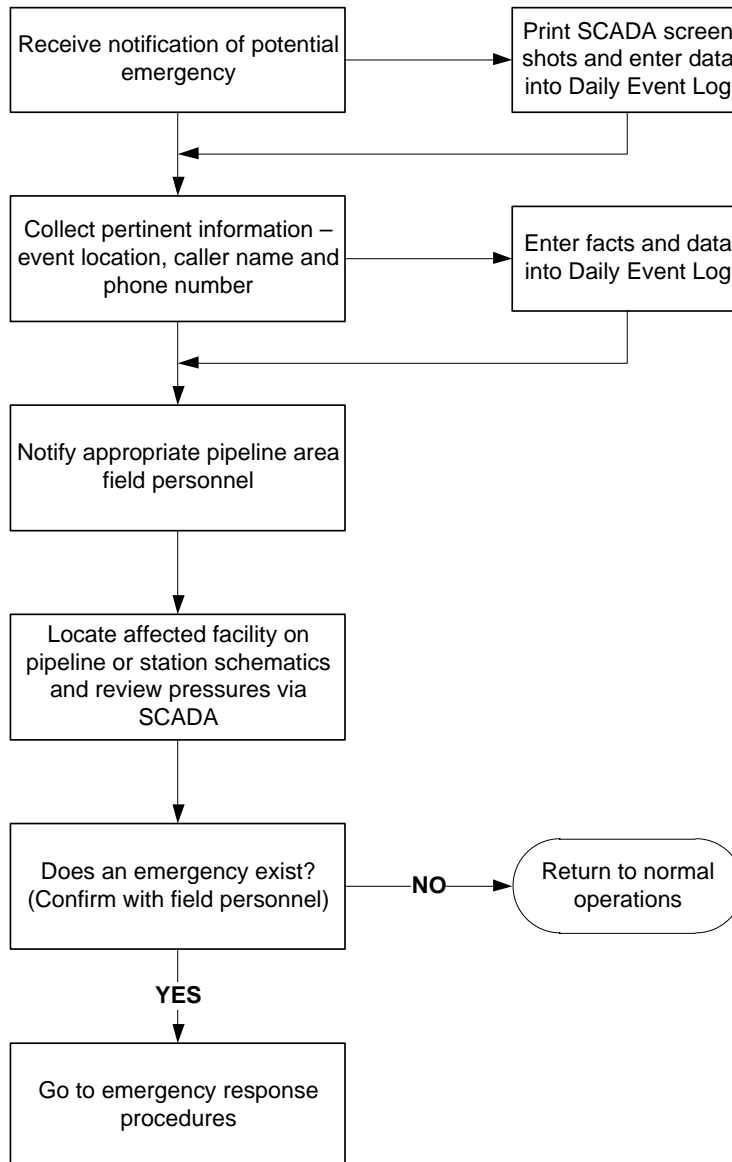 Receive notification of potential
emergency
Print SCADA screen
shots and enter data
into Daily Event Log
Collect pertinent information –
event location, caller name and
phone number
Enter facts and data
into Daily Event Log
Notify appropriate pipeline area
field personnel
Locate affected facility on
pipeline or station schematics
and review pressures via
SCADA
Does an emergency exist?
(Confirm with field personnel)
NO
Return to normal
operations
YES
Go to emergency response
procedures